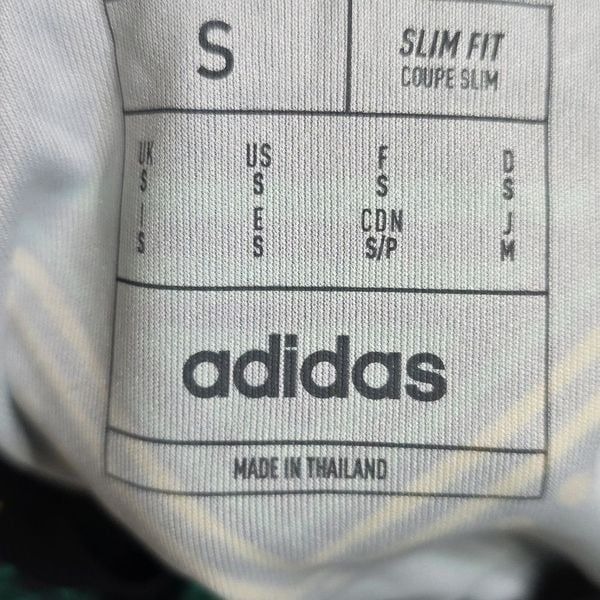 S
SLIM FIT
COUPE SLIM
UK US F D
S S S S
I E CDN J
S S S/P M
adidas
MADE IN THAILAND